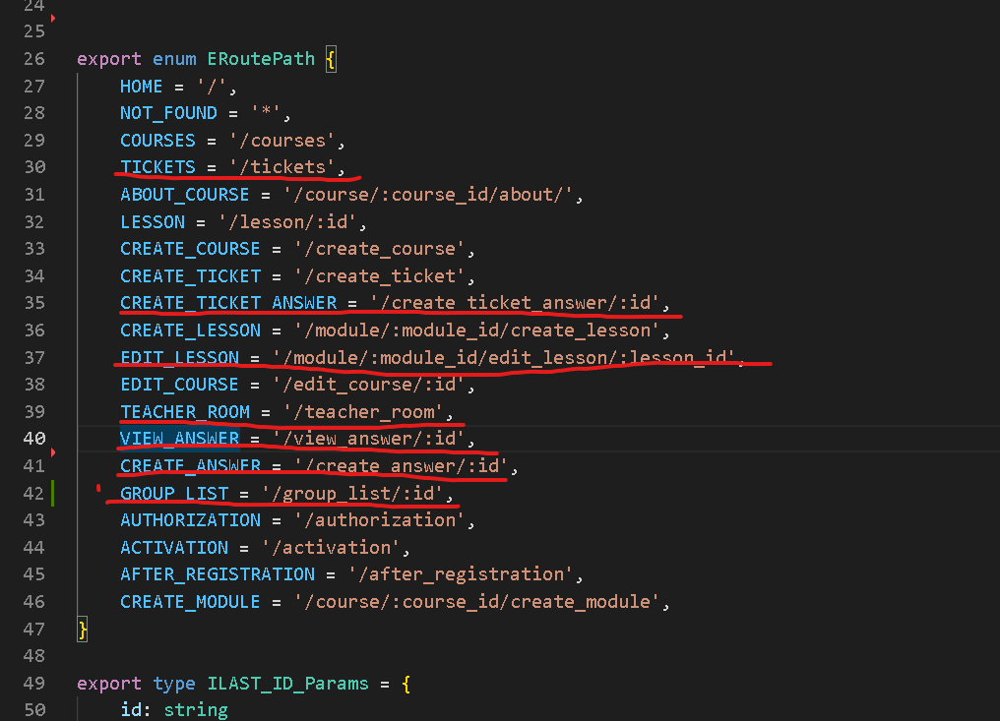 24
25
26 export enum ERoutePath {
27 HOME = '/',
28 NOT_FOUND = '*',
29 COURSES = '/courses',
30 TICKETS = '/tickets',
31 ABOUT_COURSE = '/course/:course_id/about/',
32 LESSON = '/lesson/:id',
33 CREATE_COURSE = '/create_course',
34 CREATE_TICKET = '/create_ticket',
35 CREATE_TICKET_ANSWER = '/create_ticket_answer/:id',
36 CREATE_LESSON = '/module/:module_id/create_lesson',
37 EDIT_LESSON = '/module/:module_id/edit_lesson/:lesson_id',
38 EDIT_COURSE = '/edit_course/:id',
39 TEACHER_ROOM = '/teacher_room',
40 VIEW_ANSWER = '/view_answer/:id',
41 CREATE_ANSWER = '/create_answer/:id',
42 GROUP_LIST = '/group_list/:id',
43 AUTHORIZATION = '/authorization',
44 ACTIVATION = '/activation',
45 AFTER_REGISTRATION = '/after_registration',
46 CREATE_MODULE = '/course/:course_id/create_module',
47 }
48
49 export type ILAST_ID_Params = {
50 id: string